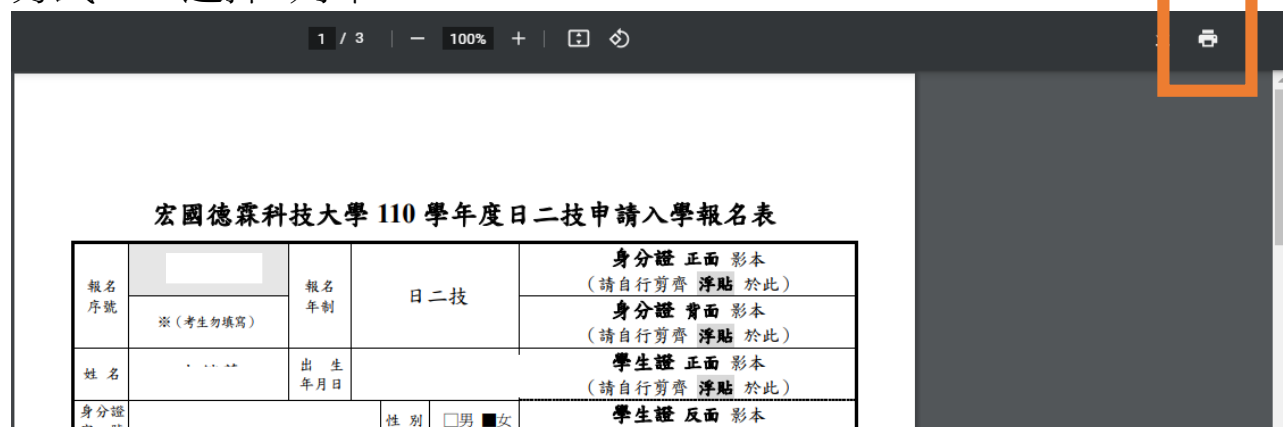 1 / 3 | − 100% + |
宏國德霖科技大學 110 學年度日二技申請入學報名表
報名
序號
※（考生勿填寫）
報名
年制
日二技
身分證 正面 影本
（請自行剪齊 浮貼 於此）
身分證 背面 影本
（請自行剪齊 浮貼 於此）
姓 名
出 生
年月日
學生證 正面 影本
（請自行剪齊 浮貼 於此）
身分證
性 別 □男 ■女
學生證 反面 影本